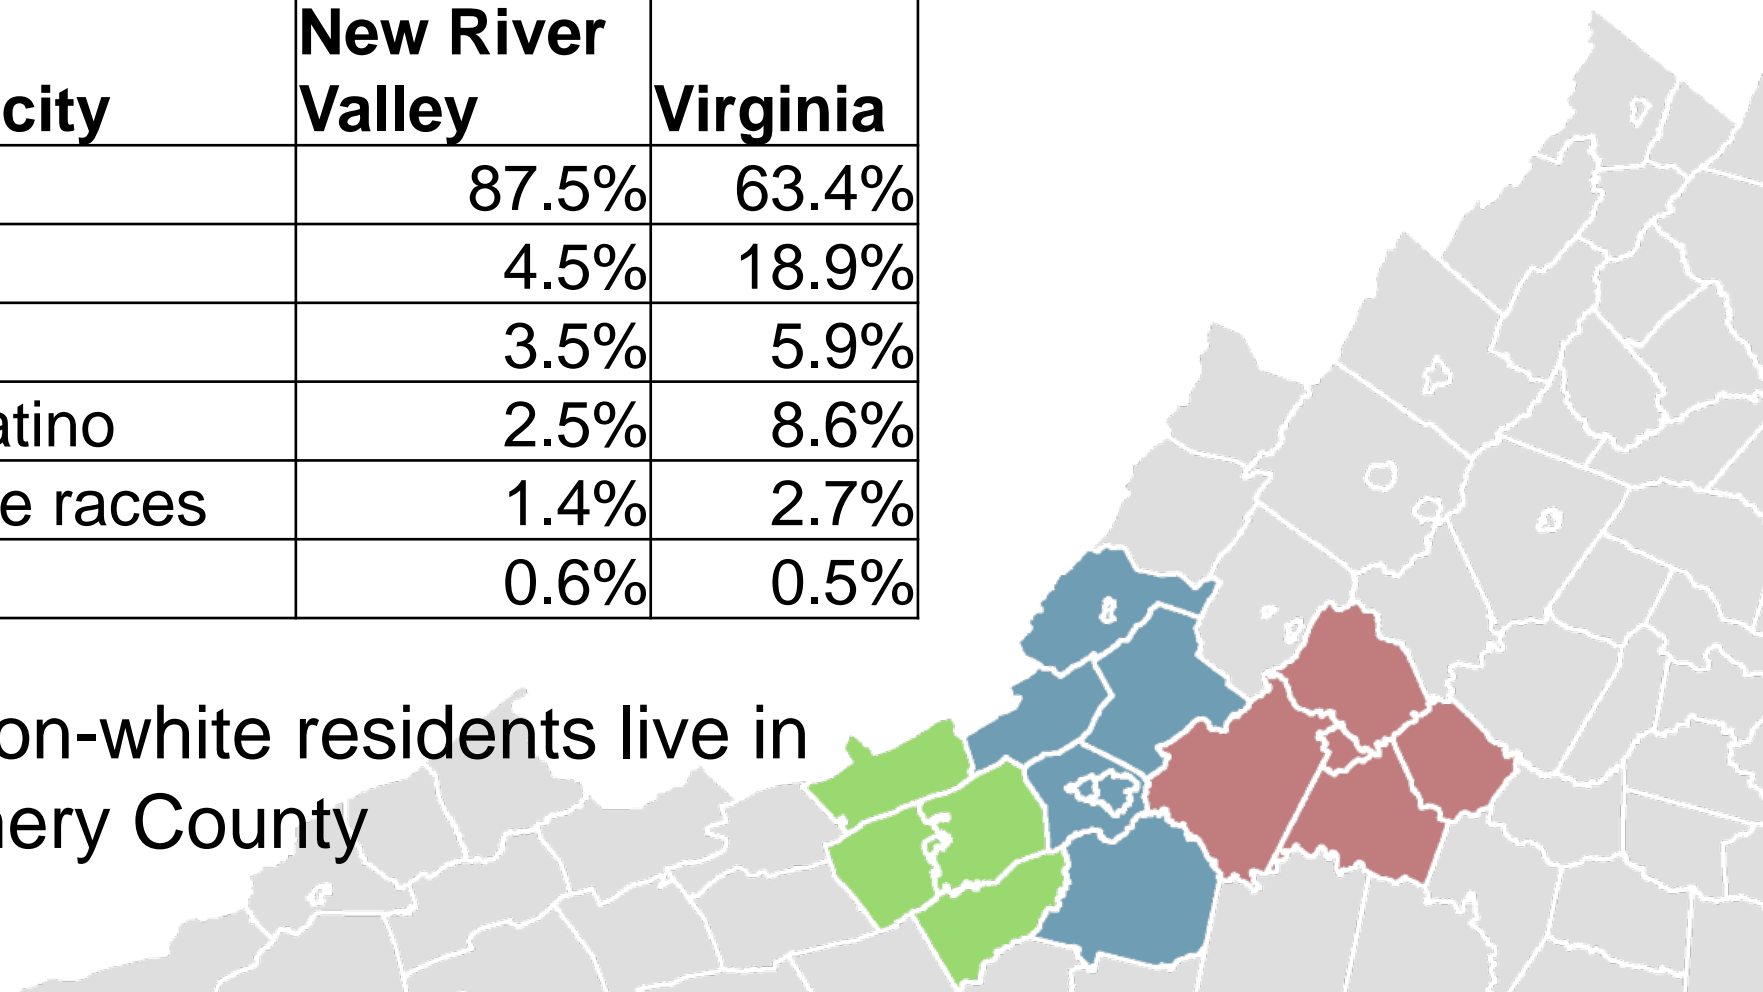 New River
city Valley Virginia
87.5% 63.4%
4.5% 18.9%
3.5% 5.9%
atino 2.5% 8.6%
e races 1.4% 2.7%
0.6% 0.5%
on-white residents live in
nery County